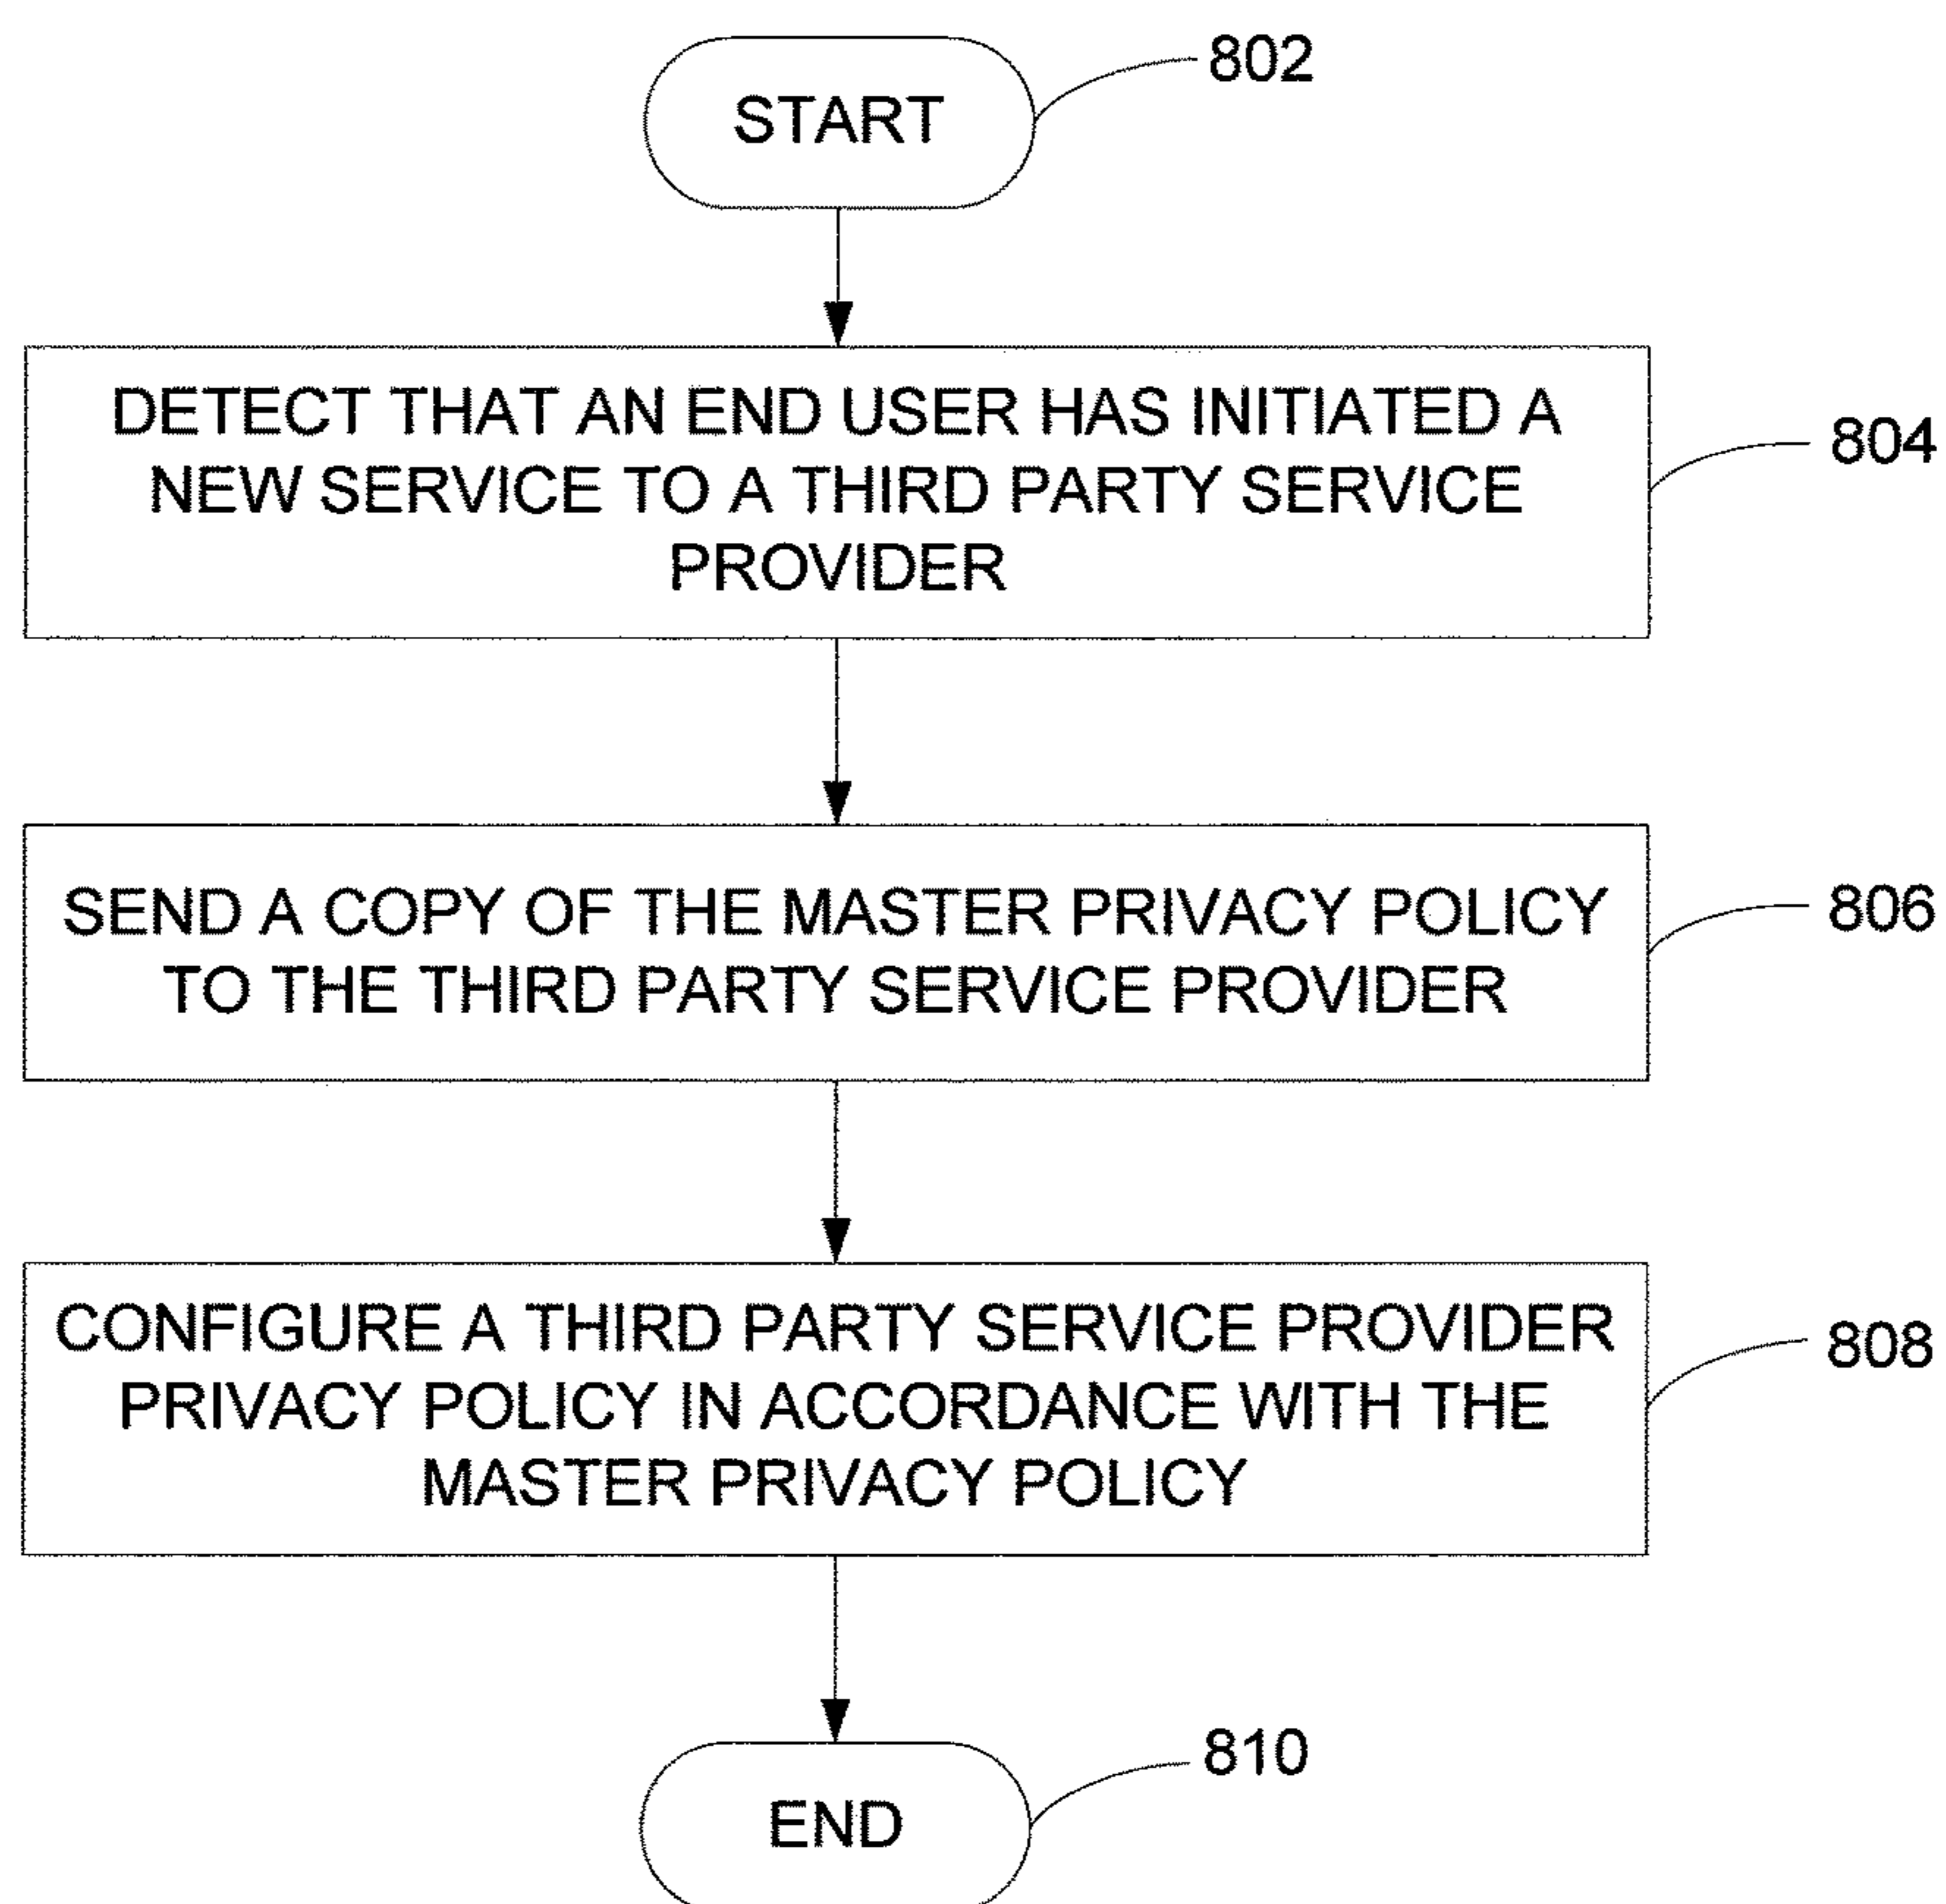 START
802
DETECT THAT AN END USER HAS INITIATED A
NEW SERVICE TO A THIRD PARTY SERVICE
PROVIDER
804
SEND A COPY OF THE MASTER PRIVACY POLICY
TO THE THIRD PARTY SERVICE PROVIDER
806
CONFIGURE A THIRD PARTY SERVICE PROVIDER
PRIVACY POLICY IN ACCORDANCE WITH THE
MASTER PRIVACY POLICY
808
END
810